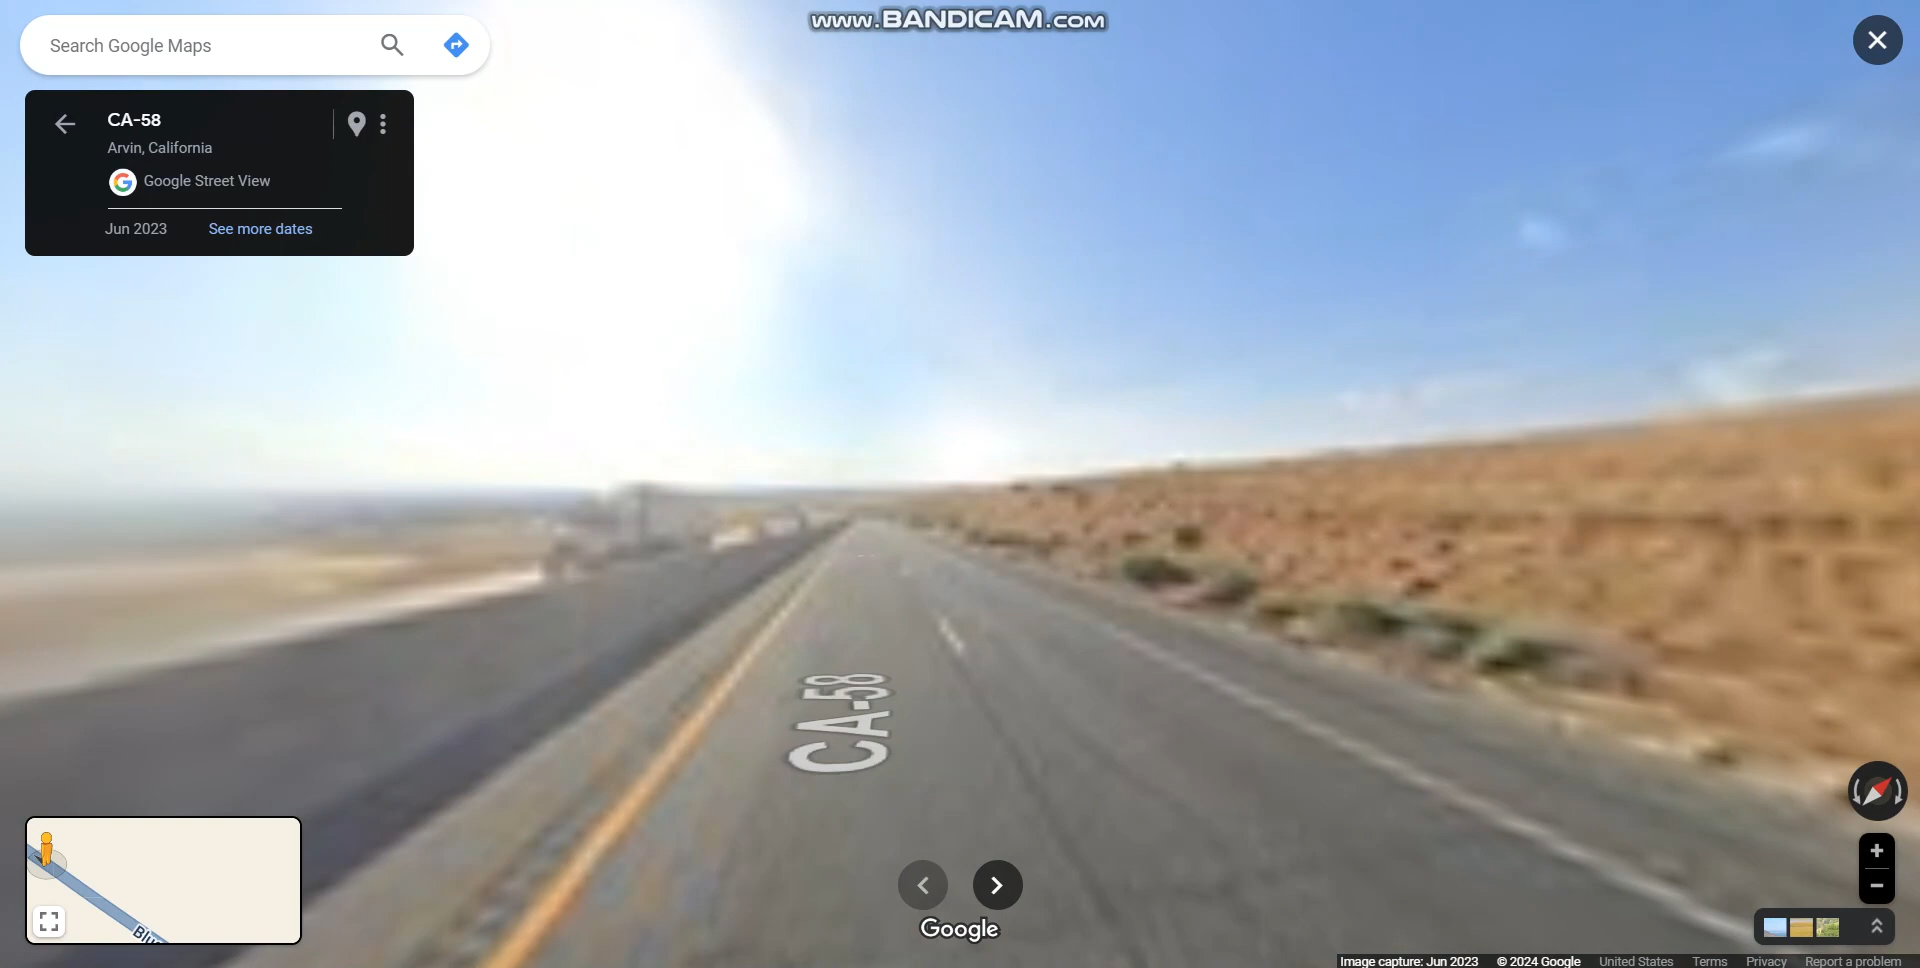 www.BANDICAM.com
Search Google Maps
CA-58
Arvin, California
Google Street View
Jun 2023 See more dates
CA-58
Google
Image capture: Jun 2023 © 2024 Google United States Terms Privacy Report a problem